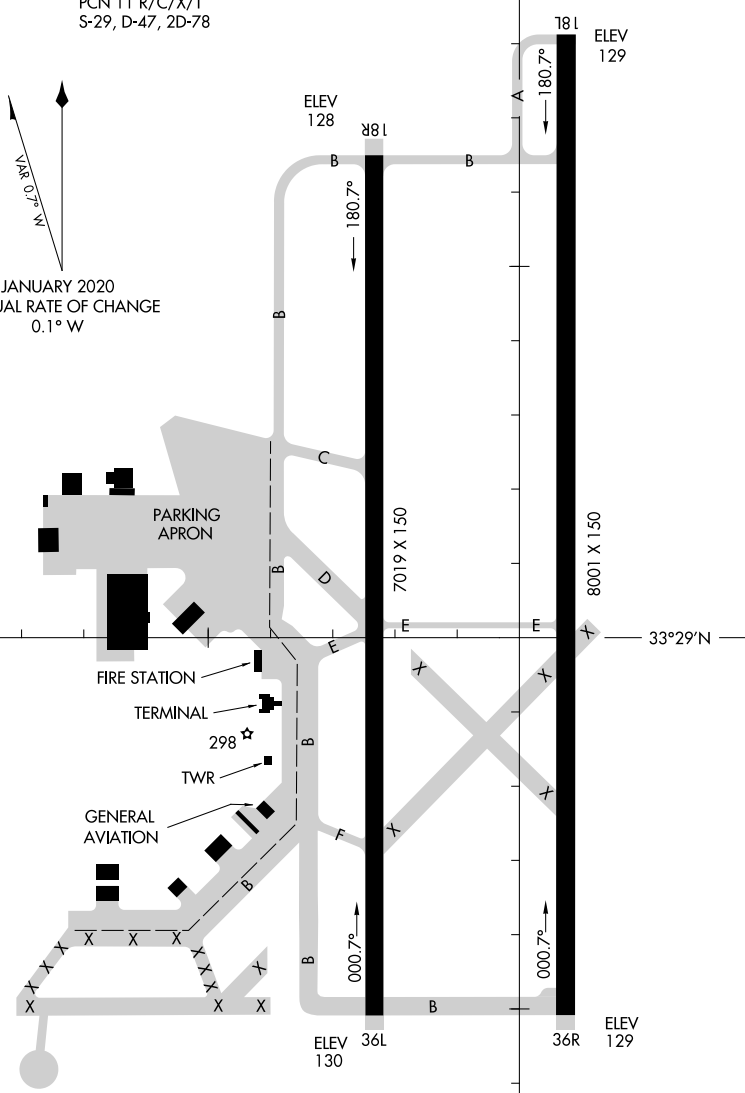 S-29, D-47, 2D-78
18L
ELEV
129
180.7°
A
ELEV
128
18R
B
B
180.7°
VAR 0.7° W
JANUARY 2020
UAL RATE OF CHANGE
0.1° W
B
C
PARKING
APRON
7019 X 150
8001 X 150
B
D
E
E
X
33°29'N
E
X
X
FIRE STATION
TERMINAL
298
B
TWR
X
GENERAL
AVIATION
F
X
B
X
X
X
X
X
X
X
X
X
X
X
B
000.7°
000.7°
X
X
X
B
ELEV
130
36L
36R
ELEV
129